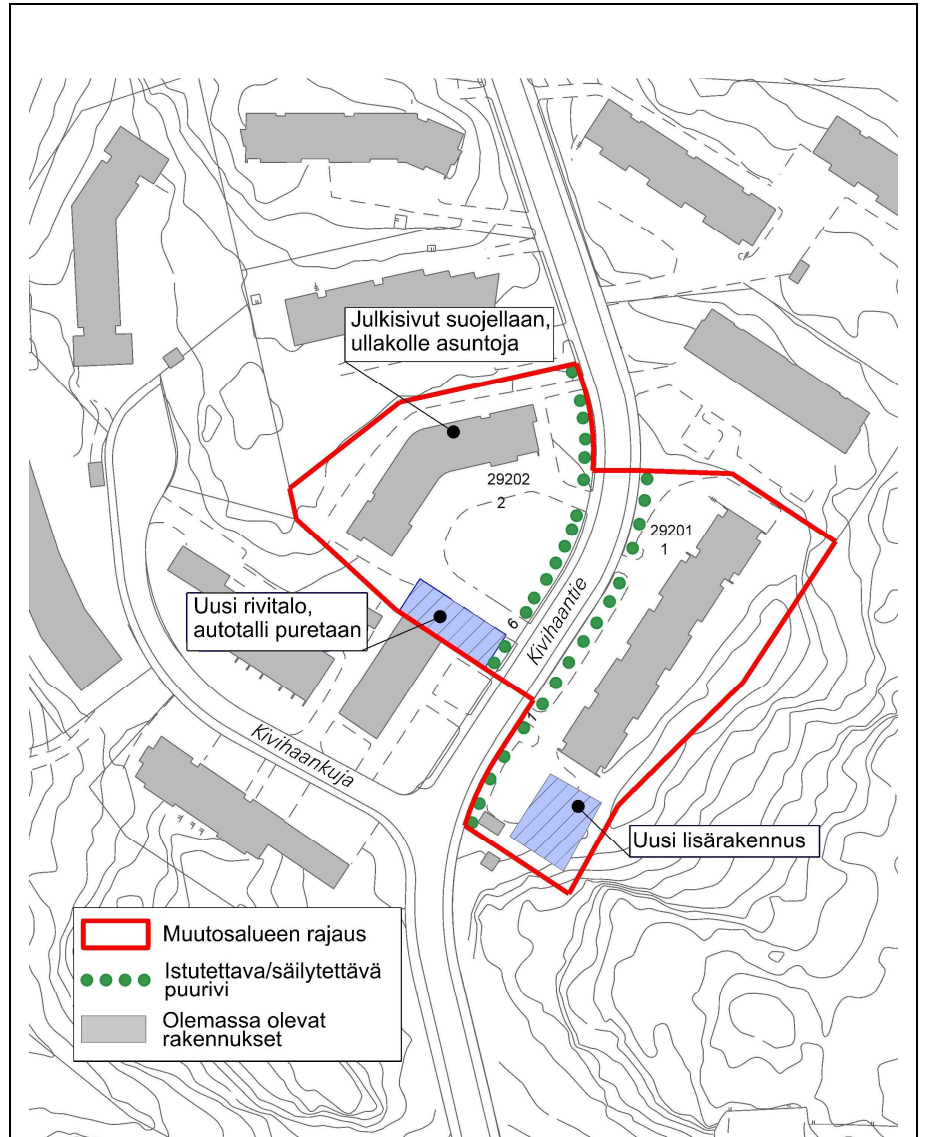 Julkisivut suojellaan,
ullakolle asuntoja
29202
2
29201
1
Uusi rivitalo,
autotalli puretaan
6
Kivihaantie
1
Kivihaankuja
Uusi lisärakennus
Muutosalueen rajaus
Istutettava/säilytettävä
puurivi
Olemassa olevat
rakennukset